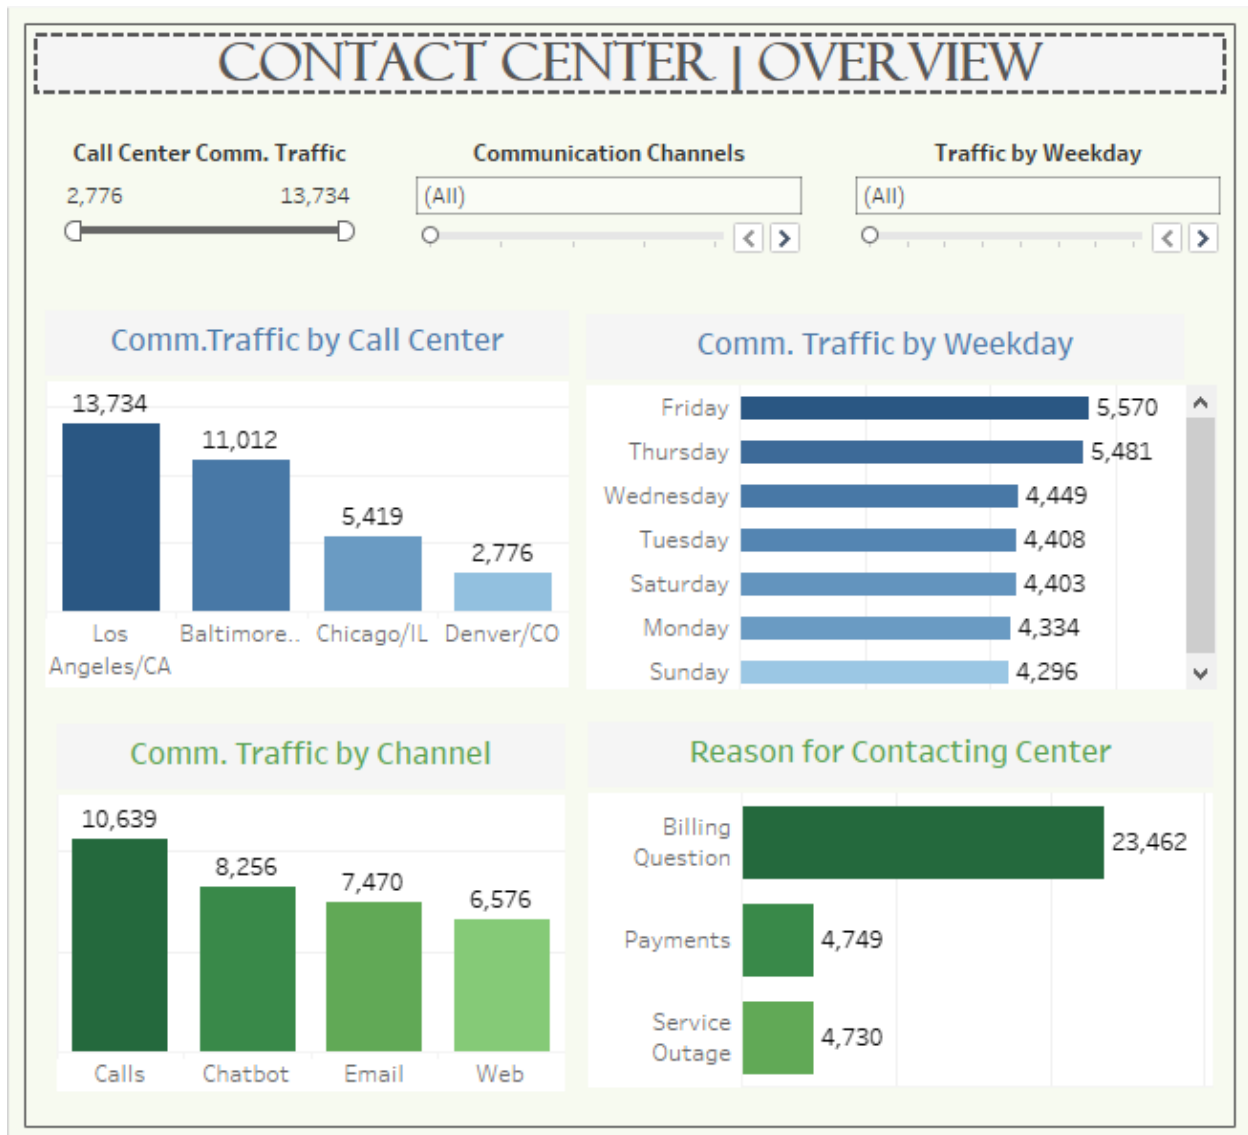 CONTACT CENTER | OVERVIEW
Call Center Comm. Traffic
2,776 13,734
Communication Channels
(All)
Traffic by Weekday
(All)
Comm.Traffic by Call Center
13,734
11,012
5,419
2,776
Los
Angeles/CA
Baltimore..
Chicago/IL
Denver/CO
Comm. Traffic by Weekday
Friday 5,570
Thursday 5,481
Wednesday 4,449
Tuesday 4,408
Saturday 4,403
Monday 4,334
Sunday 4,296
Comm. Traffic by Channel
10,639
8,256
7,470
6,576
Calls Chatbot Email Web
Reason for Contacting Center
Billing
Question
23,462
Payments 4,749
Service
Outage
4,730